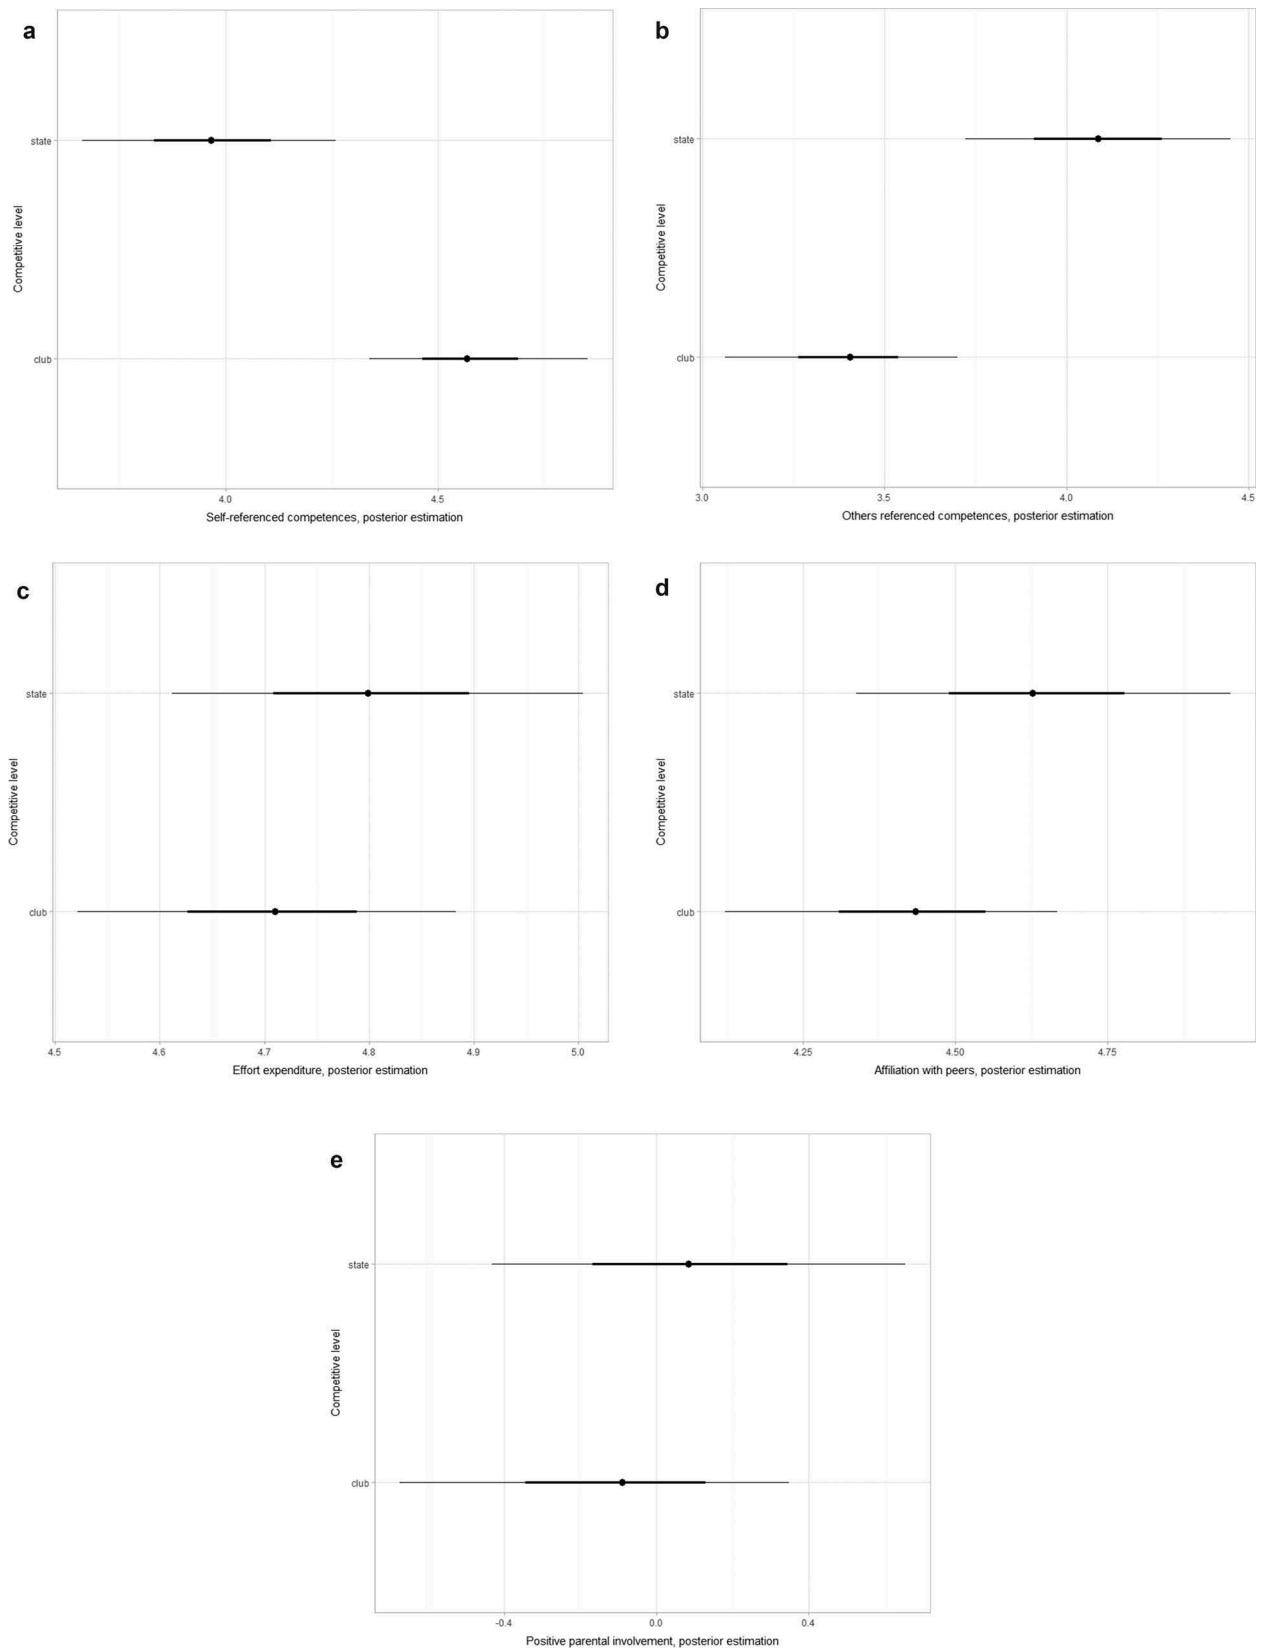 a
state
club
Competitive level
4.0 4.5
Self-referenced competences, posterior estimation
b
state
club
Competitive level
3.0 3.5 4.0 4.5
Others referenced competences, posterior estimation
c
state
club
Competitive level
4.5 4.6 4.7 4.8 4.9 5.0
Effort expenditure, posterior estimation
d
state
club
Competitive level
4.25 4.50 4.75
Affiliation with peers, posterior estimation
e
state
club
Competitive level
-0.4 0.0 0.4
Positive parental involvement, posterior estimation